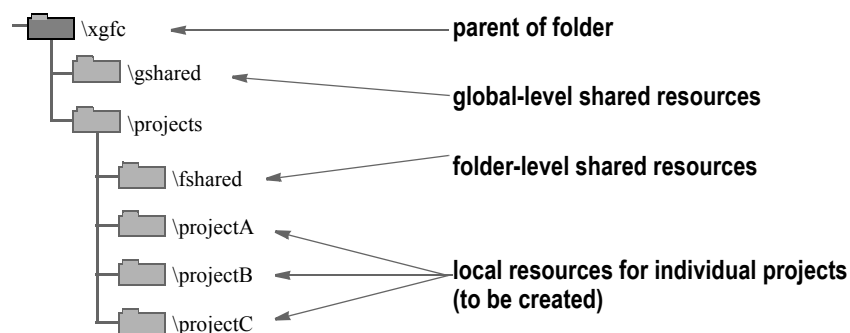 \xgfc
parent of folder
\gshared
global-level shared resources
\projects
folder-level shared resources
\fshared
\projectA
\projectB
local resources for individual projects
(to be created)
\projectC